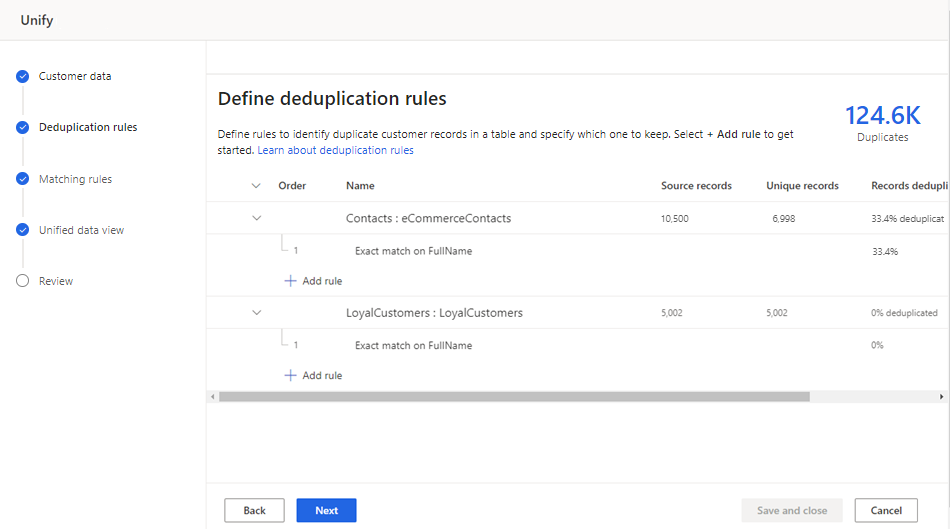 Unify
Customer data
Deduplication rules
Matching rules
Unified data view
Review
Define deduplication rules
Define rules to identify duplicate customer records in a table and specify which one to keep. Select + Add rule to get
started. Learn about deduplication rules
124.6K
Duplicates
Order Name Source records Unique records Records dedupli
Contacts : eCommerceContacts 10,500 6,998 33.4% deduplicat
1 Exact match on FullName 33.4%
+ Add rule
LoyalCustomers : LoyalCustomers 5,002 5,002 0% deduplicated
1 Exact match on FullName 0%
+ Add rule
Back Next Save and close Cancel